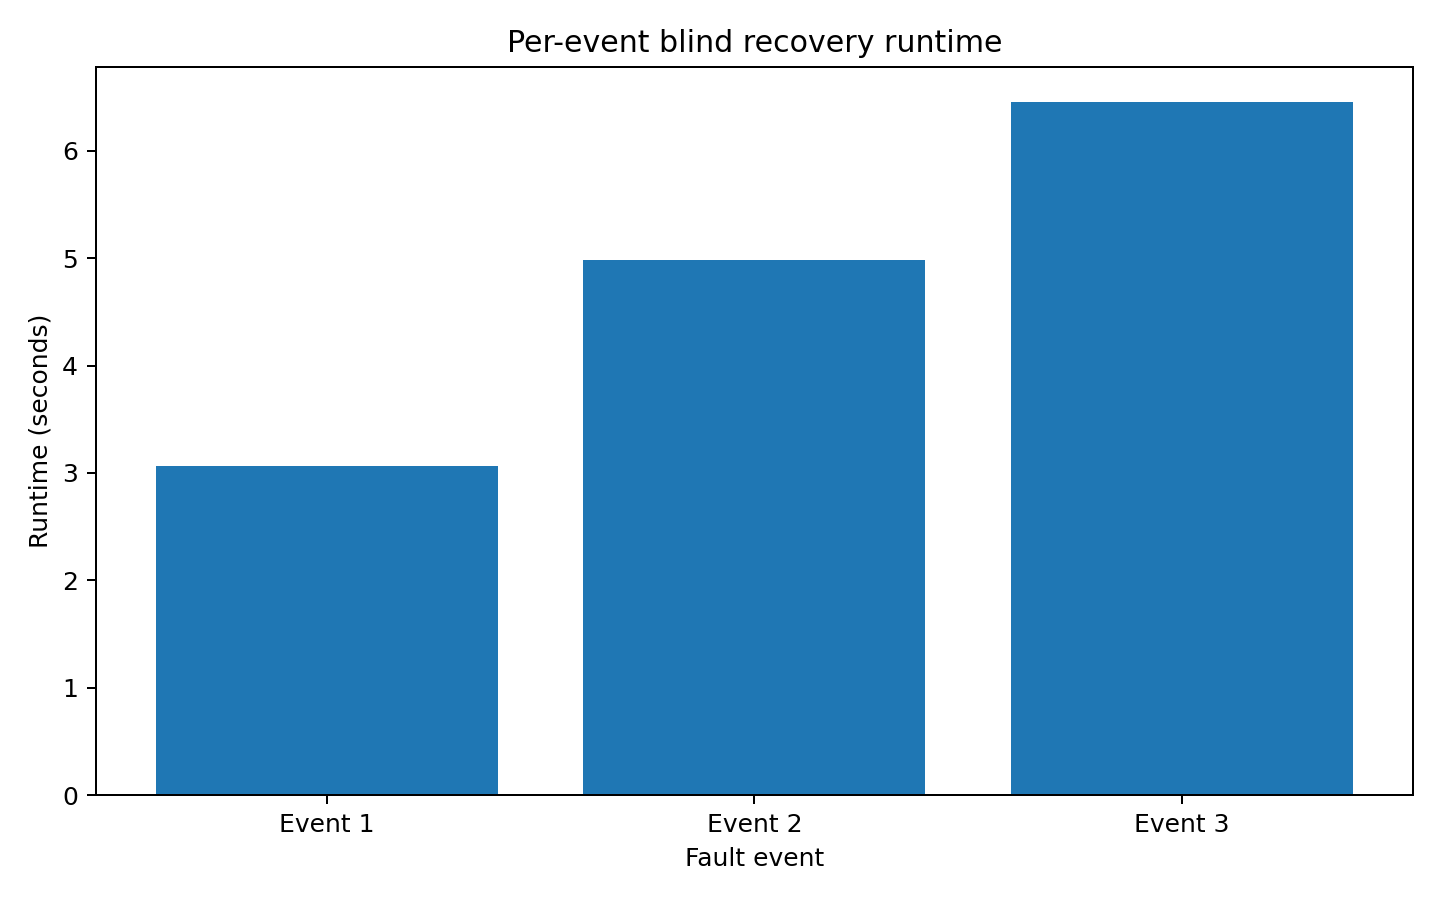 Per-event blind recovery runtime
Runtime (seconds)
6
5
4
3
2
1
0
Event 1
Event 2
Event 3
Fault event